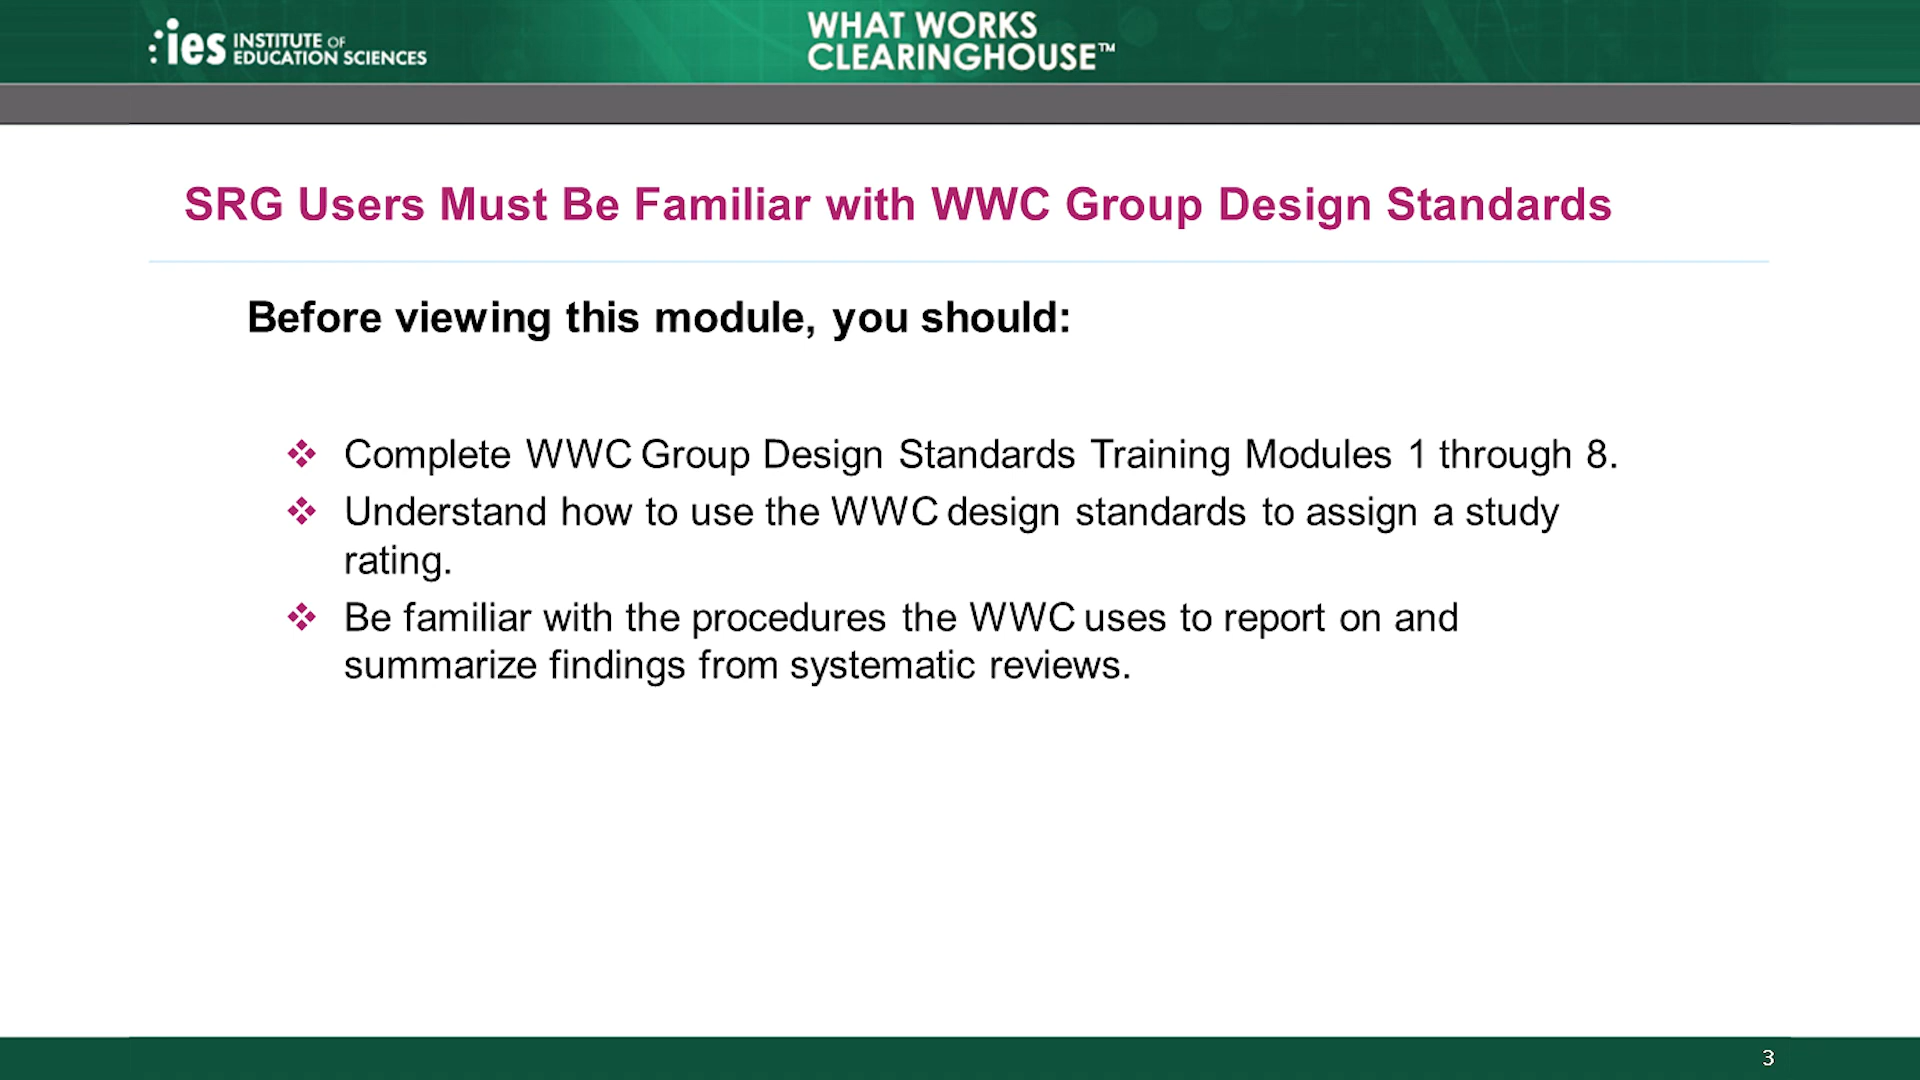 ies INSTITUTE OF
EDUCATION SCIENCES
WHAT WORKS
CLEARINGHOUSE™
SRG Users Must Be Familiar with WWC Group Design Standards
Before viewing this module, you should:
❖ Complete WWC Group Design Standards Training Modules 1 through 8.
❖ Understand how to use the WWC design standards to assign a study
rating.
❖ Be familiar with the procedures the WWC uses to report on and
summarize findings from systematic reviews.
3